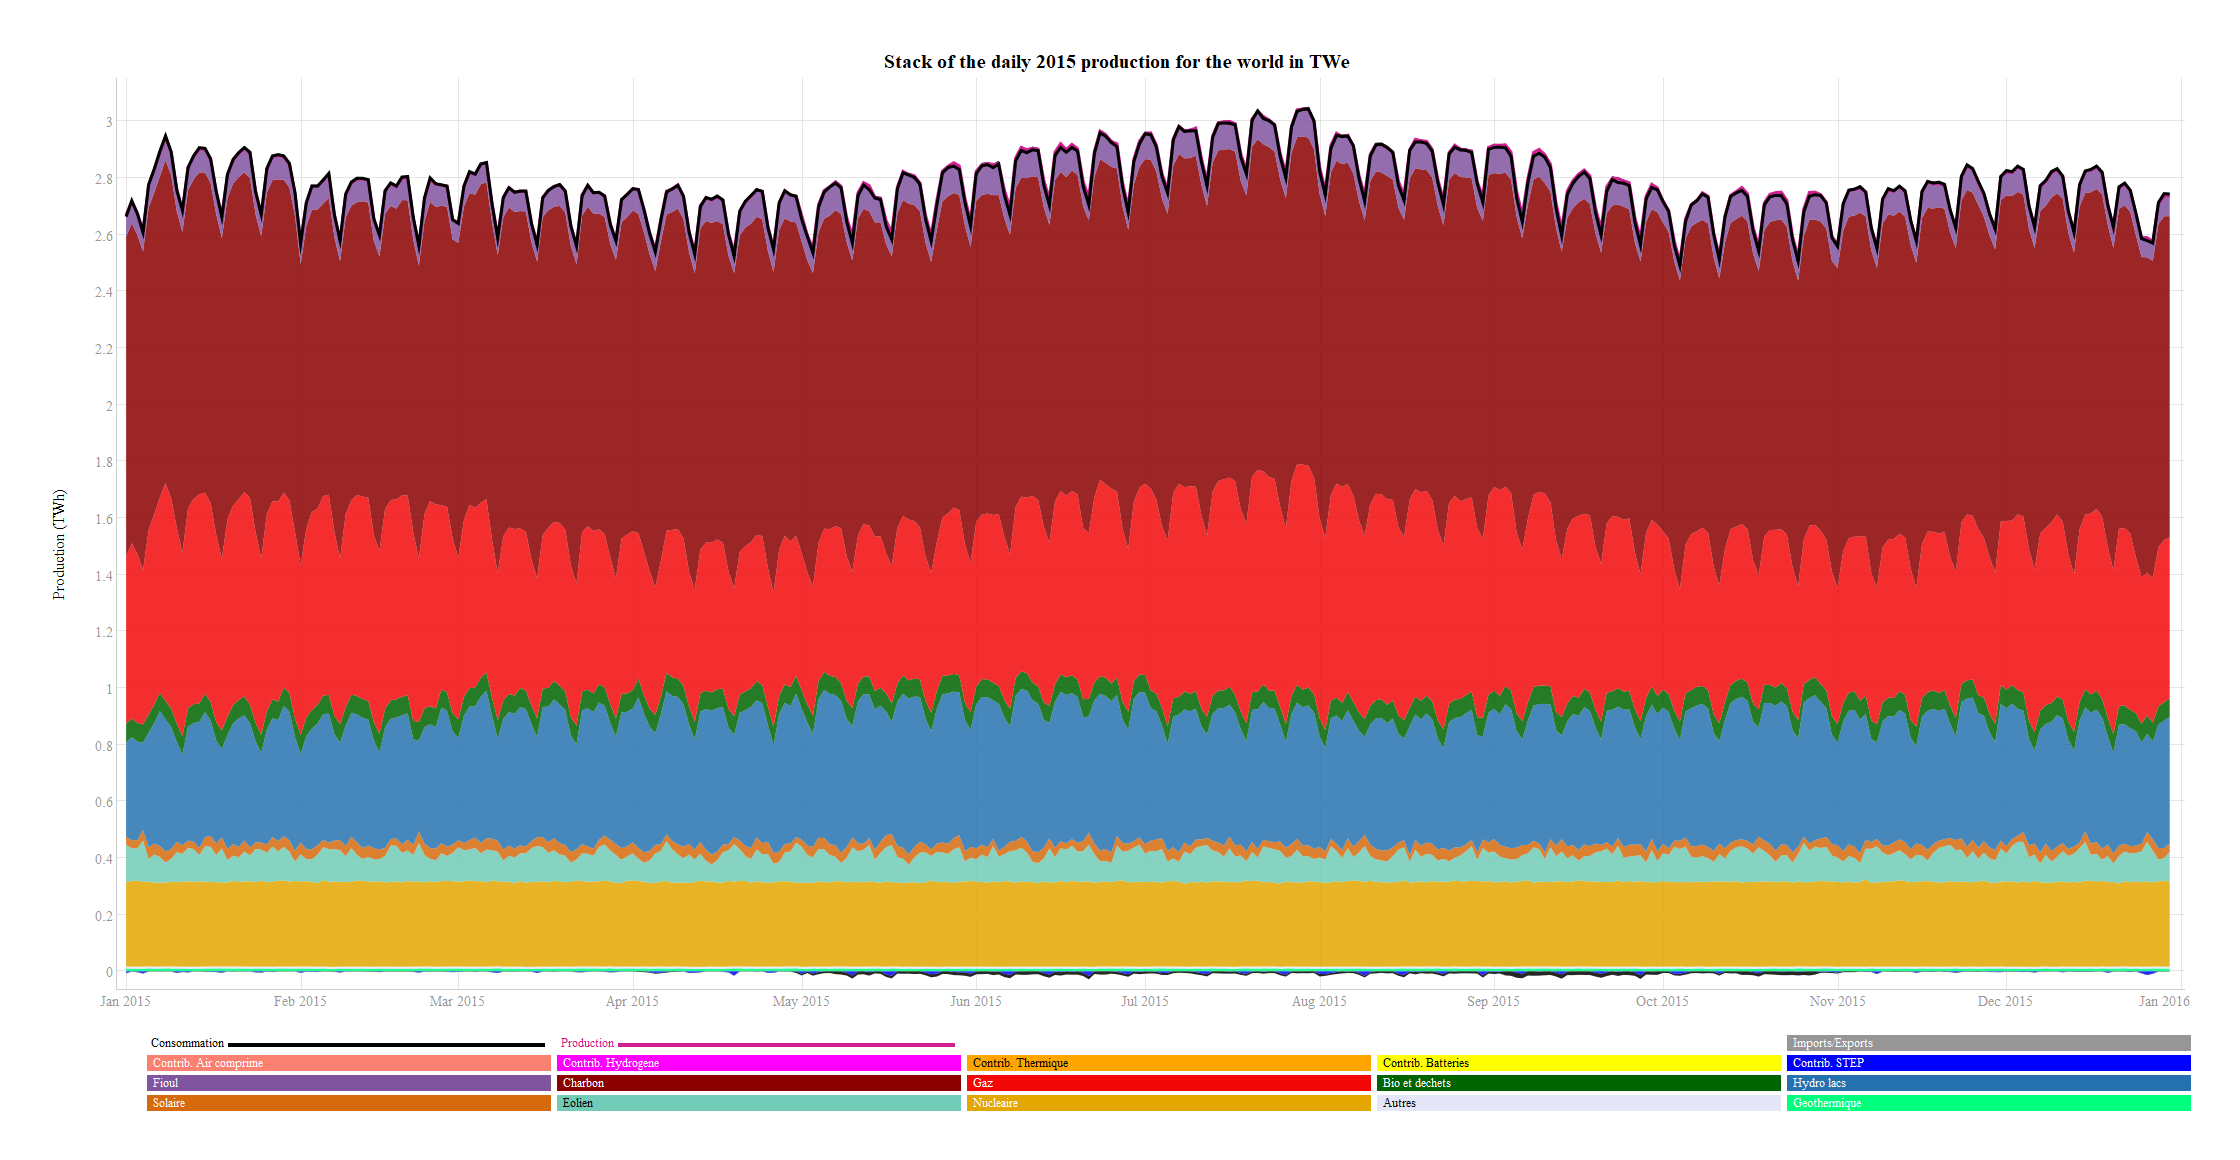 Stack of the daily 2015 production for the world in TWe
Production (TWh)
3
2.8
2.6
2.4
2.2
2
1.8
1.6
1.4
1.2
1
0.8
0.6
0.4
0.2
0
Jan 2015 Feb 2015 Mar 2015 Apr 2015 May 2015 Jun 2015 Jul 2015 Aug 2015 Sep 2015 Oct 2015 Nov 2015 Dec 2015 Jan 2016
Consommation Production Imports/Exports
Contrib. Air comprime Contrib. Hydrogene Contrib. Thermique Contrib. Batteries Contrib. STEP
Fioul Charbon Gaz Bio et dechets Hydro lacs
Solaire Eolien Nucleaire Autres Geothermique